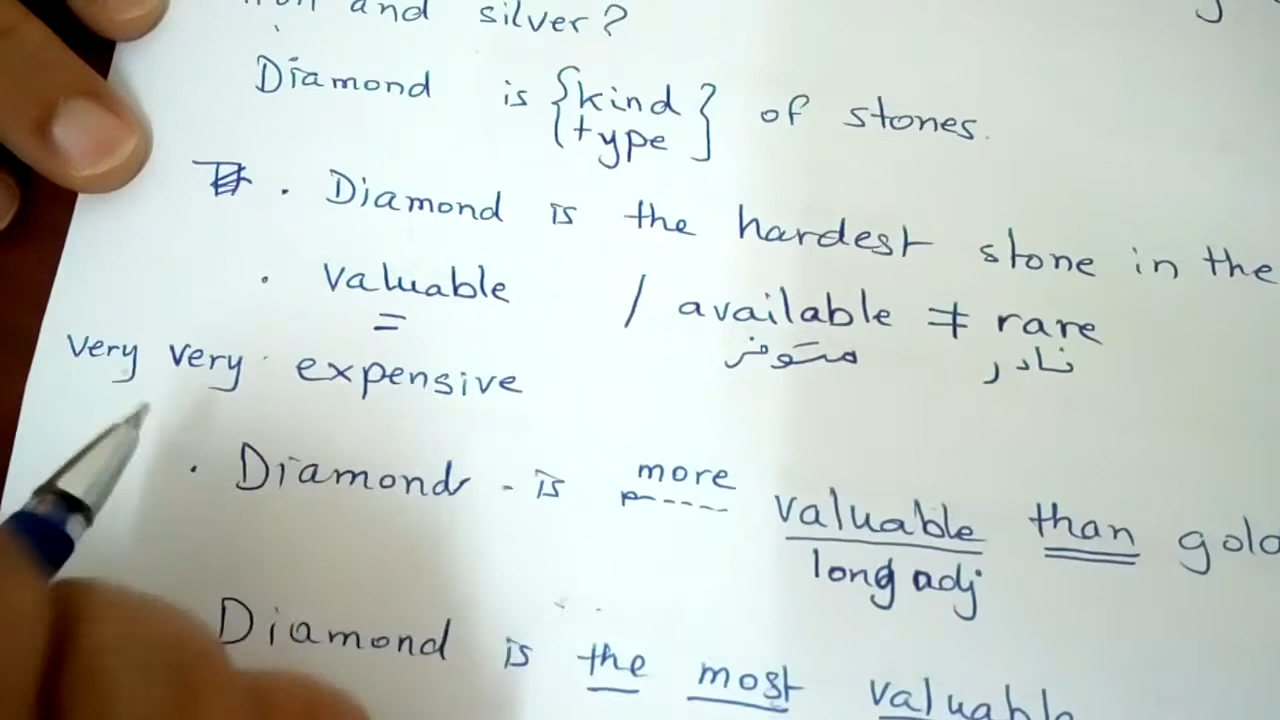 and silver?
Diamond is {kind type} of stones.
. Diamond is the hardest stone in the
. valuable / available ≠ rare
= متوفر نادر
very very expensive
. Diamond is more valuable than gold
long adj
Diamond is the most valuable